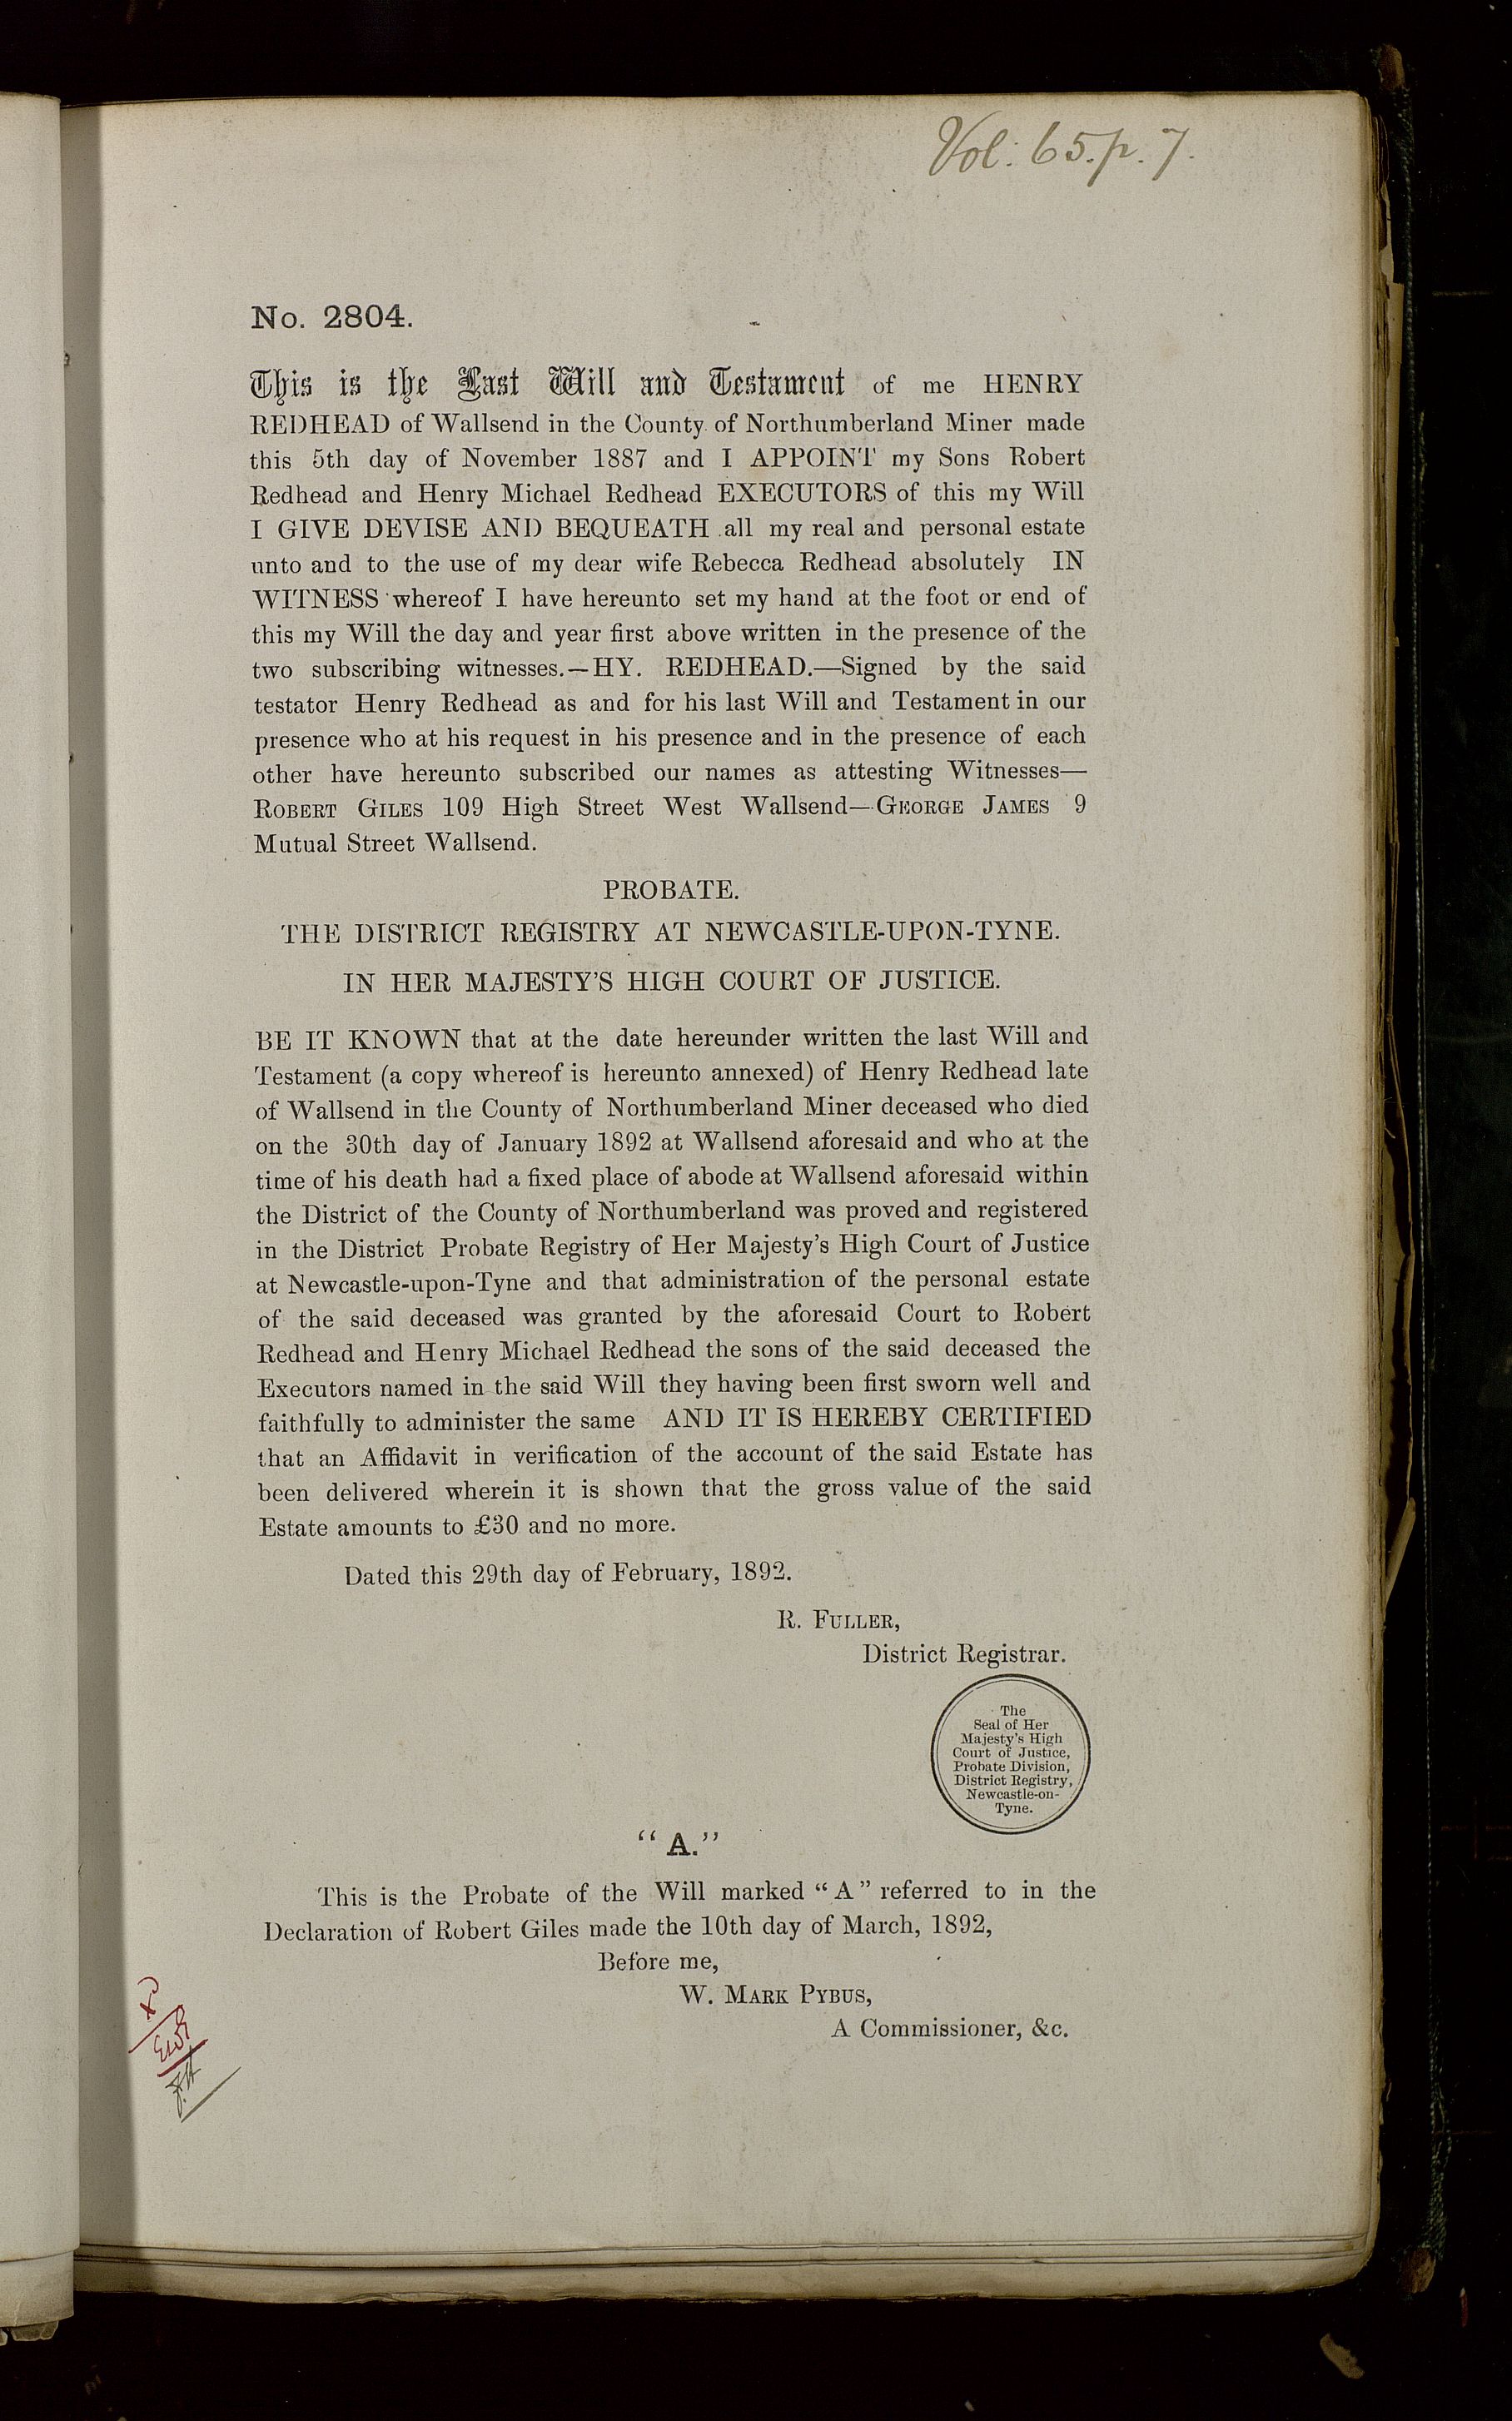 Vol: 65. p. 7.
No. 2804.
This is the Last Will and Testament of me HENRY
REDHEAD of Wallsend in the County of Northumberland Miner made
this 5th day of November 1887 and I APPOINT my Sons Robert
Redhead and Henry Michael Redhead EXECUTORS of this my Will
I GIVE DEVISE AND BEQUEATH all my real and personal estate
unto and to the use of my dear wife Rebecca Redhead absolutely IN
WITNESS whereof I have hereunto set my hand at the foot or end of
this my Will the day and year first above written in the presence of the
two subscribing witnesses.—HY. REDHEAD.—Signed by the said
testator Henry Redhead as and for his last Will and Testament in our
presence who at his request in his presence and in the presence of each
other have hereunto subscribed our names as attesting Witnesses—
ROBERT GILES 109 High Street West Wallsend—GEORGE JAMES 9
Mutual Street Wallsend.
PROBATE.
THE DISTRICT REGISTRY AT NEWCASTLE-UPON-TYNE.
IN HER MAJESTY'S HIGH COURT OF JUSTICE.
BE IT KNOWN that at the date hereunder written the last Will and
Testament (a copy whereof is hereunto annexed) of Henry Redhead late
of Wallsend in the County of Northumberland Miner deceased who died
on the 30th day of January 1892 at Wallsend aforesaid and who at the
time of his death had a fixed place of abode at Wallsend aforesaid within
the District of the County of Northumberland was proved and registered
in the District Probate Registry of Her Majesty's High Court of Justice
at Newcastle-upon-Tyne and that administration of the personal estate
of the said deceased was granted by the aforesaid Court to Robert
Redhead and Henry Michael Redhead the sons of the said deceased the
Executors named in the said Will they having been first sworn well and
faithfully to administer the same AND IT IS HEREBY CERTIFIED
that an Affidavit in verification of the account of the said Estate has
been delivered wherein it is shown that the gross value of the said
Estate amounts to £30 and no more.
Dated this 29th day of February, 1892.
R. FULLER,
District Registrar.
The
Seal of Her
Majesty's High
Court of Justice,
Probate Division,
District Registry,
Newcastle-on-
Tyne.
"A."
This is the Probate of the Will marked "A" referred to in the
Declaration of Robert Giles made the 10th day of March, 1892,
Before me,
W. MARK PYBUS,
A Commissioner, &c.